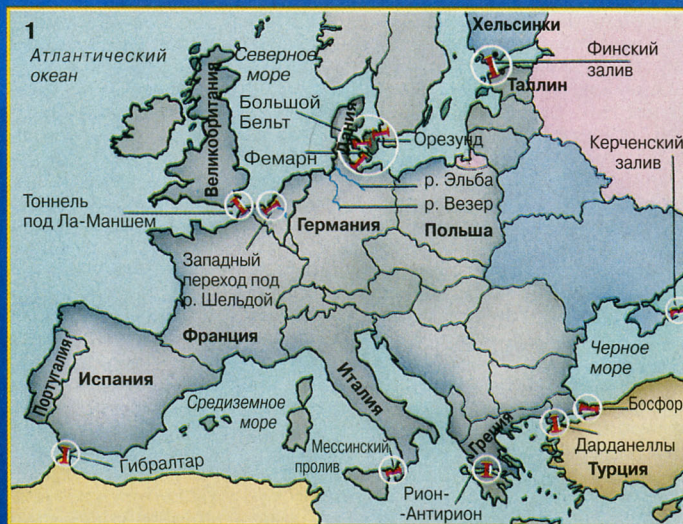 1
Атлантический
океан
Северное
море
Хельсинки
Финский
залив
Таллин
Великобритания
Большой
Бельт
Дания
Орезунд
Фемарн
Керченский
залив
р. Эльба
р. Везер
Тоннель
под Ла-Маншем
Германия
Польша
Западный
переход под
р. Шельдой
Франция
Черное
море
Португалия
Испания
Италия
Средиземное
море
Босфор
Греция
Дарданеллы
Турция
Мессинский
пролив
Гибралтар
Рион-
-Антирион